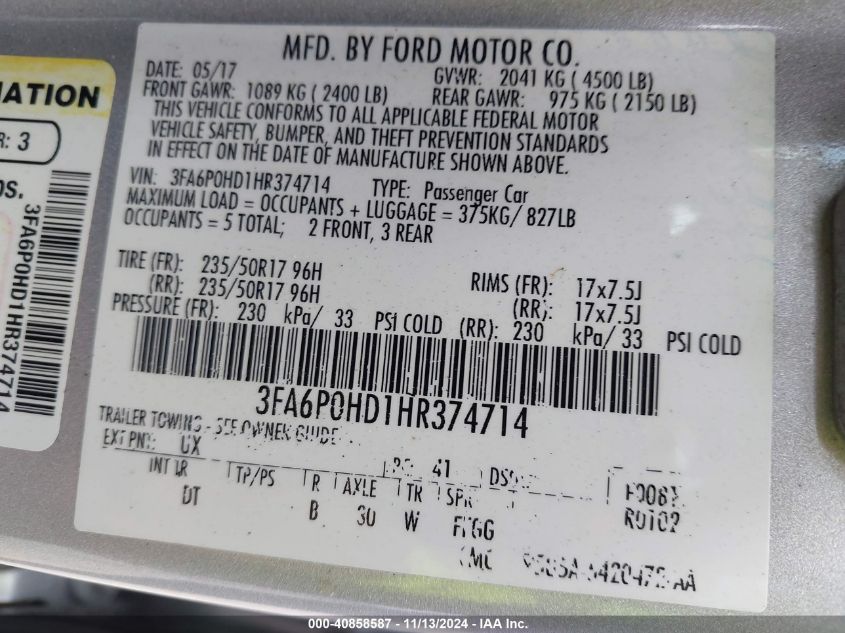 MATION
R: 3
OS.
3FA6P0HD1HR374714
MFD. BY FORD MOTOR CO.
DATE: 05/17 GVWR: 2041 KG ( 4500 LB)
FRONT GAWR: 1089 KG ( 2400 LB) REAR GAWR: 975 KG ( 2150 LB)
THIS VEHICLE CONFORMS TO ALL APPLICABLE FEDERAL MOTOR
VEHICLE SAFETY, BUMPER, AND THEFT PREVENTION STANDARDS
IN EFFECT ON THE DATE OF MANUFACTURE SHOWN ABOVE.
VIN: 3FA6P0HD1HR374714 TYPE: Passenger Car
MAXIMUM LOAD = OCCUPANTS + LUGGAGE = 375KG/ 827LB
OCCUPANTS = 5 TOTAL; 2 FRONT, 3 REAR
TIRE (FR): 235/50R17 96H RIMS (FR): 17x7.5J
(RR): 235/50R17 96H (RR): 17x7.5J
PRESSURE (FR): 230 kPa/ 33 PSI COLD (RR): 230 kPa/ 33 PSI COLD
3FA6P0HD1HR374714
TRAILER TOWING - SEE OWNER GUIDE
EXT PNT: UX 41
INT TR TP/PS R AXLE TR SPR
DT B 30 W
000 - 40858587 - 11/13/2024 - IAA Inc.